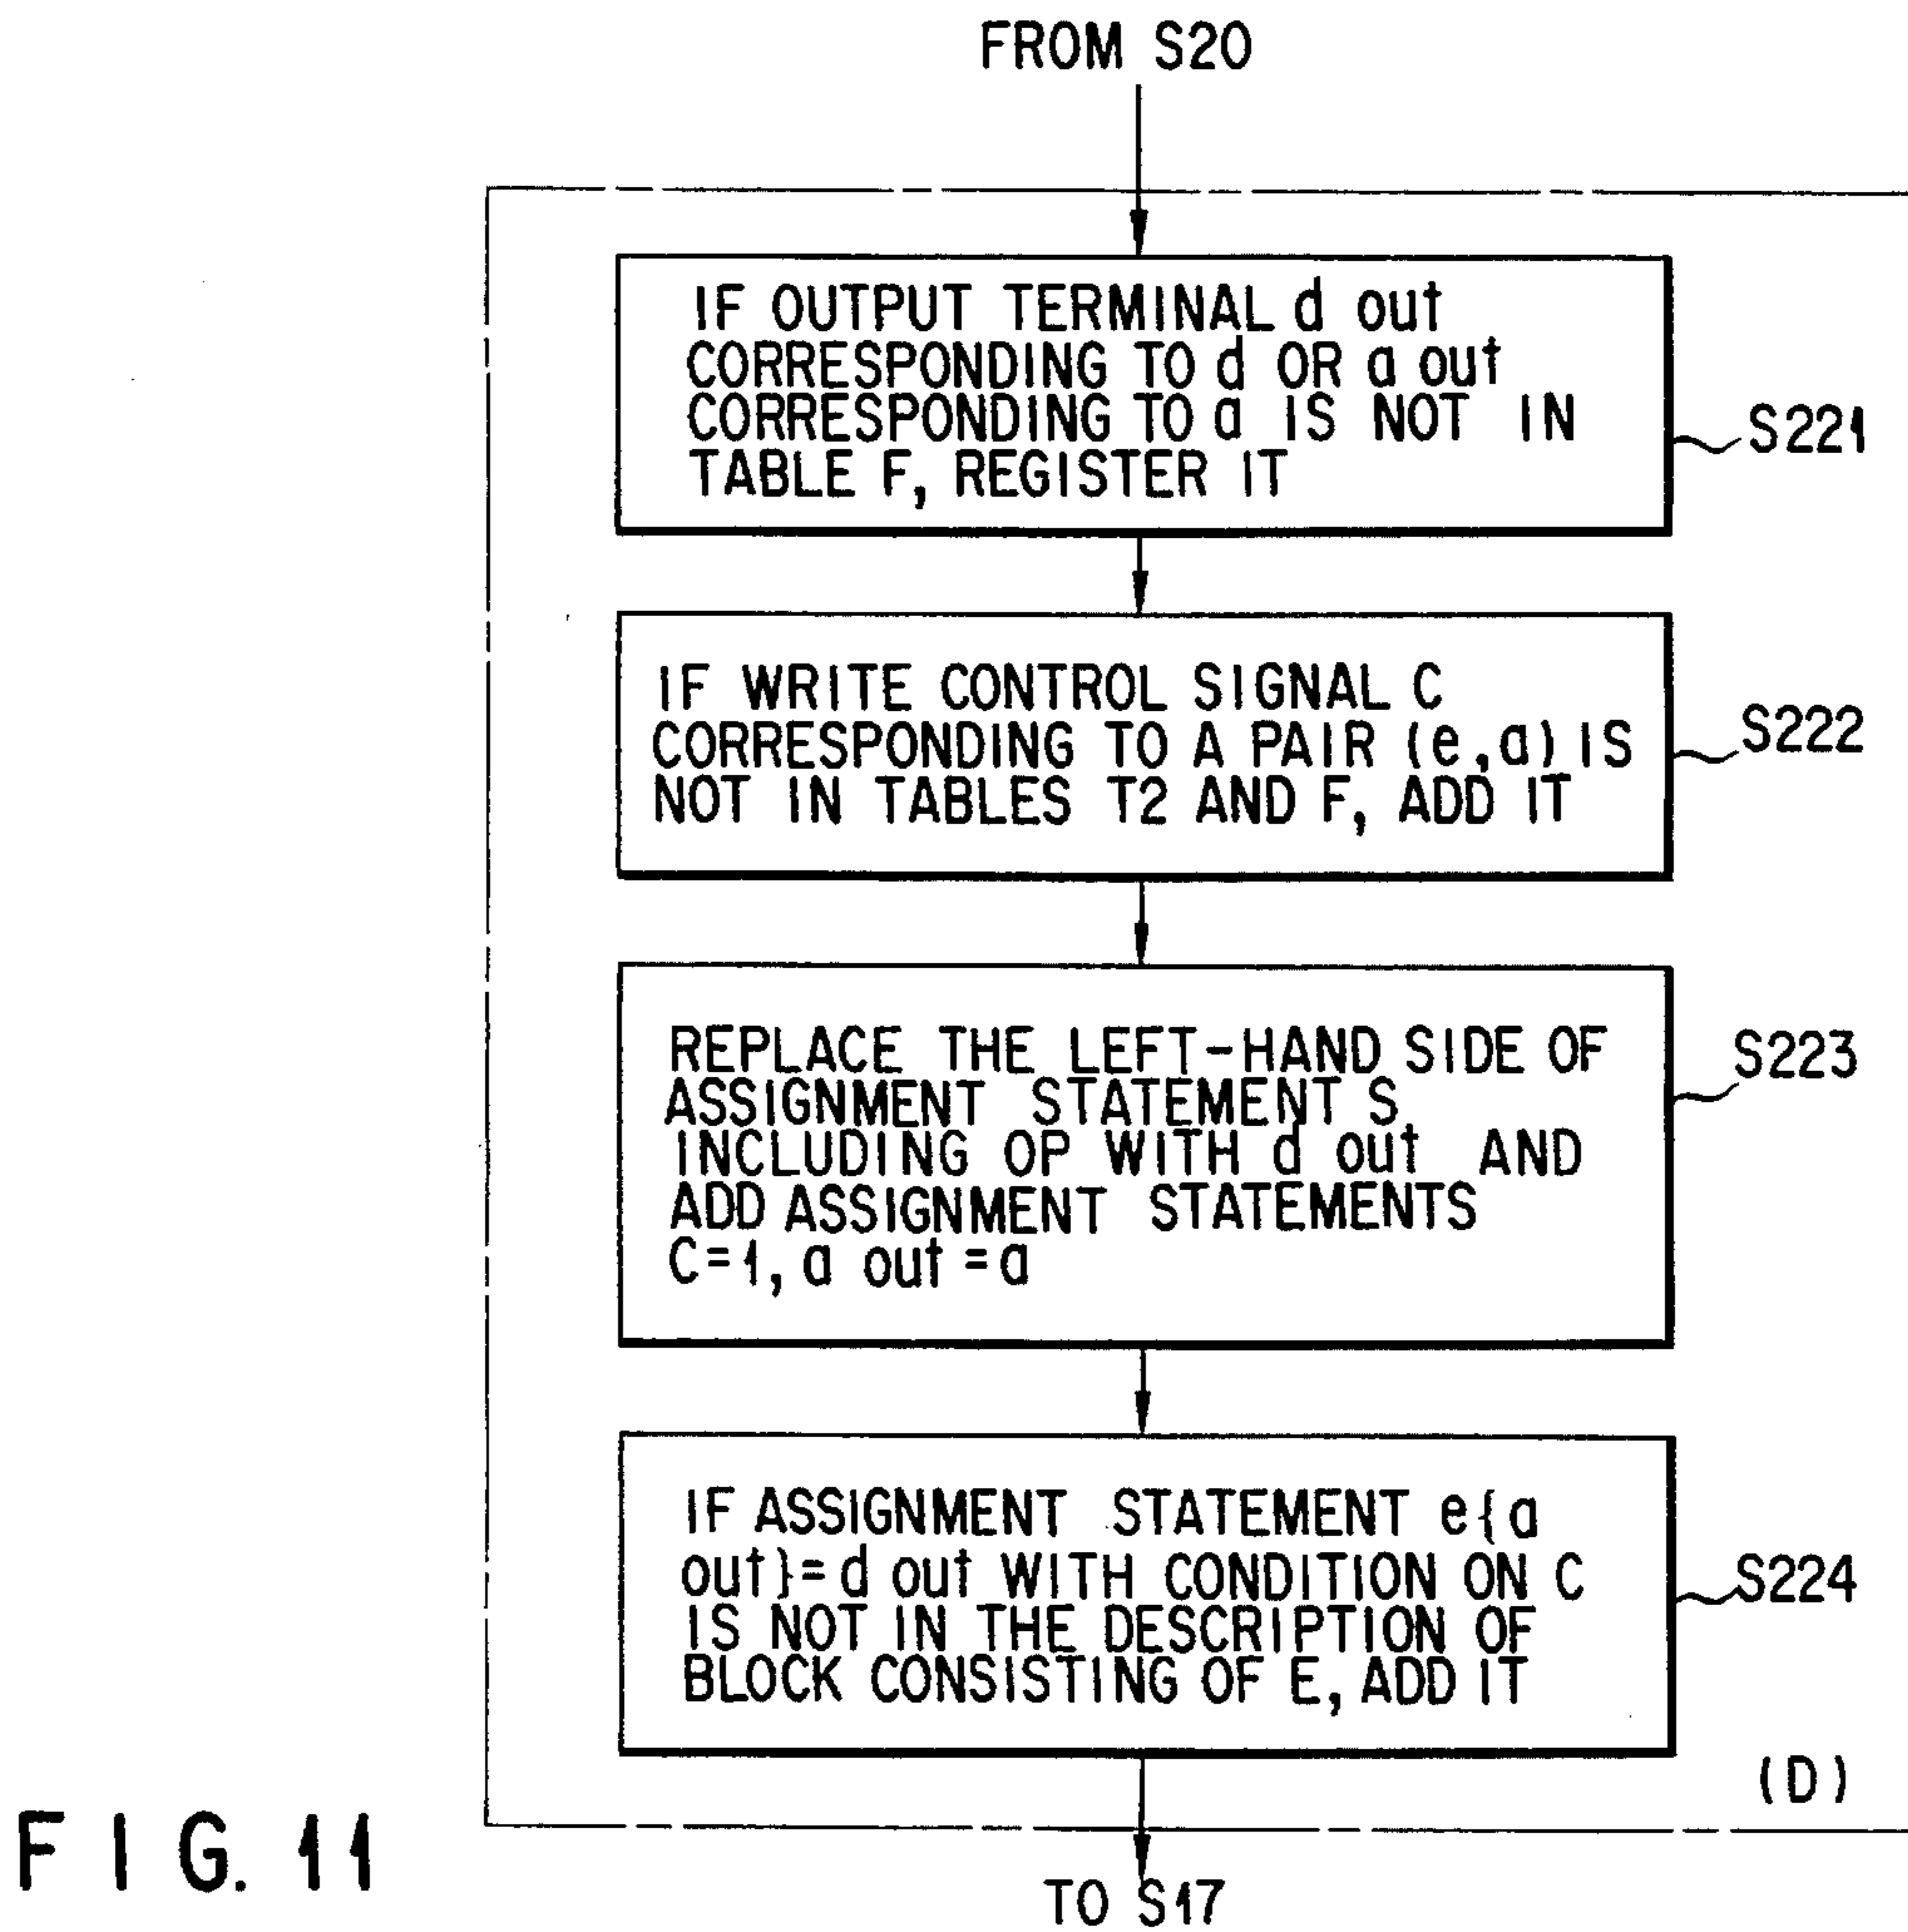 FROM S20
IF OUTPUT TERMINAL d out
CORRESPONDING TO d OR a out
CORRESPONDING TO a IS NOT IN
TABLE F, REGISTER IT
S221
IF WRITE CONTROL SIGNAL C
CORRESPONDING TO A PAIR (e,a) IS
NOT IN TABLES T2 AND F, ADD IT
S222
REPLACE THE LEFT-HAND SIDE OF
ASSIGNMENT STATEMENT S
INCLUDING OP WITH d out AND
ADD ASSIGNMENT STATEMENTS
C=1, a out =a
S223
IF ASSIGNMENT STATEMENT e{a
out}=d out WITH CONDITION ON C
IS NOT IN THE DESCRIPTION OF
BLOCK CONSISTING OF E, ADD IT
S224
(D)
TO S17
FIG. 11